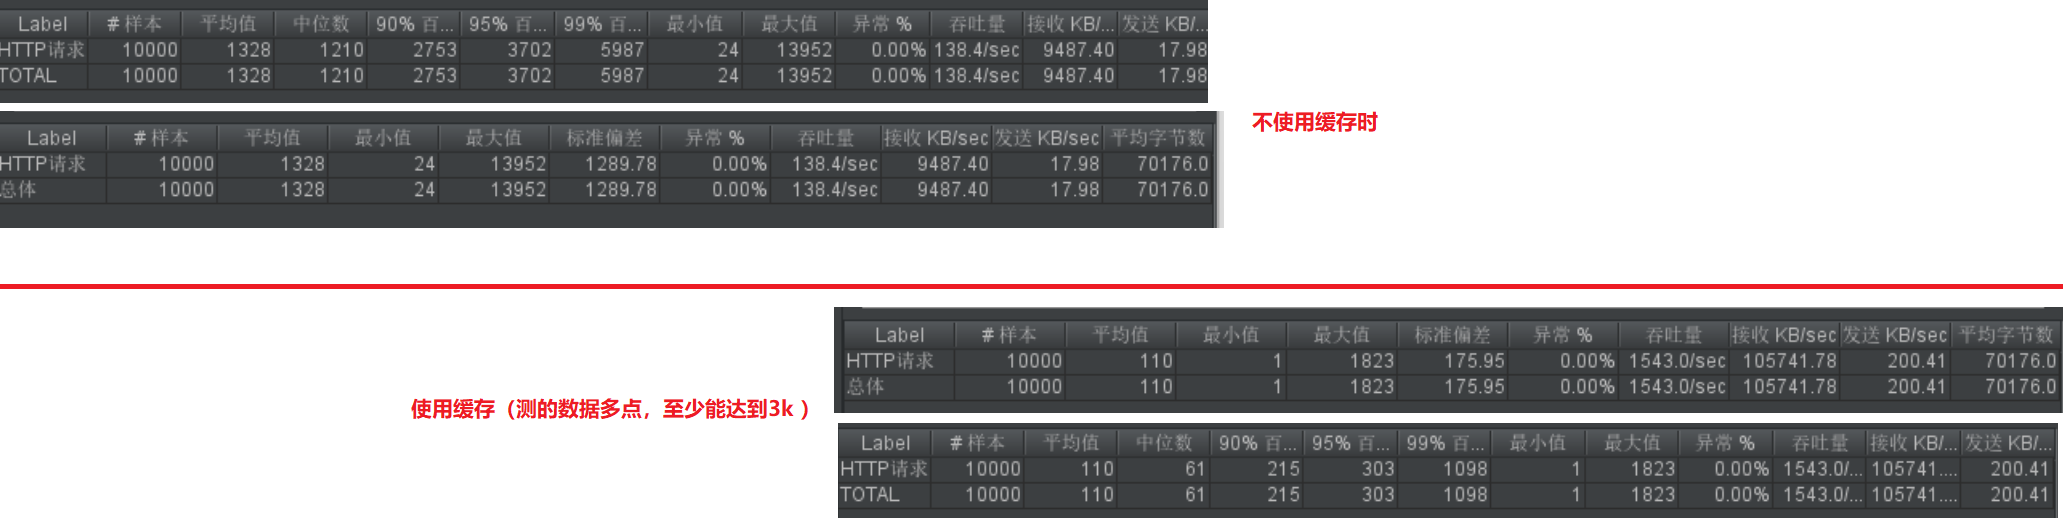 Label # 样本 平均值 中位数 90% 百... 95% 百... 99% 百... 最小值 最大值 异常 % 吞吐量 接收 KB/... 发送 KB/...
HTTP请求 10000 1328 1210 2753 3702 5987 24 13952 0.00% 138.4/sec 9487.40 17.98
TOTAL 10000 1328 1210 2753 3702 5987 24 13952 0.00% 138.4/sec 9487.40 17.98
不使用缓存时
Label # 样本 平均值 最小值 最大值 标准偏差 异常 % 吞吐量 接收 KB/sec 发送 KB/sec 平均字节数
HTTP请求 10000 1328 24 13952 1289.78 0.00% 138.4/sec 9487.40 17.98 70176.0
总体 10000 1328 24 13952 1289.78 0.00% 138.4/sec 9487.40 17.98 70176.0
Label # 样本 平均值 最小值 最大值 标准偏差 异常 % 吞吐量 接收 KB/sec 发送 KB/sec 平均字节数
HTTP请求 10000 110 1 1823 175.95 0.00% 1543.0/sec 105741.78 200.41 70176.0
总体 10000 110 1 1823 175.95 0.00% 1543.0/sec 105741.78 200.41 70176.0
使用缓存（测的数据多点，至少能达到3k ）
Label # 样本 平均值 中位数 90% 百... 95% 百... 99% 百... 最小值 最大值 异常 % 吞吐量 接收 KB/... 发送 KB/...
HTTP请求 10000 110 61 215 303 1098 1 1823 0.00% 1543.0/... 105741.... 200.41
TOTAL 10000 110 61 215 303 1098 1 1823 0.00% 1543.0/... 105741.... 200.41